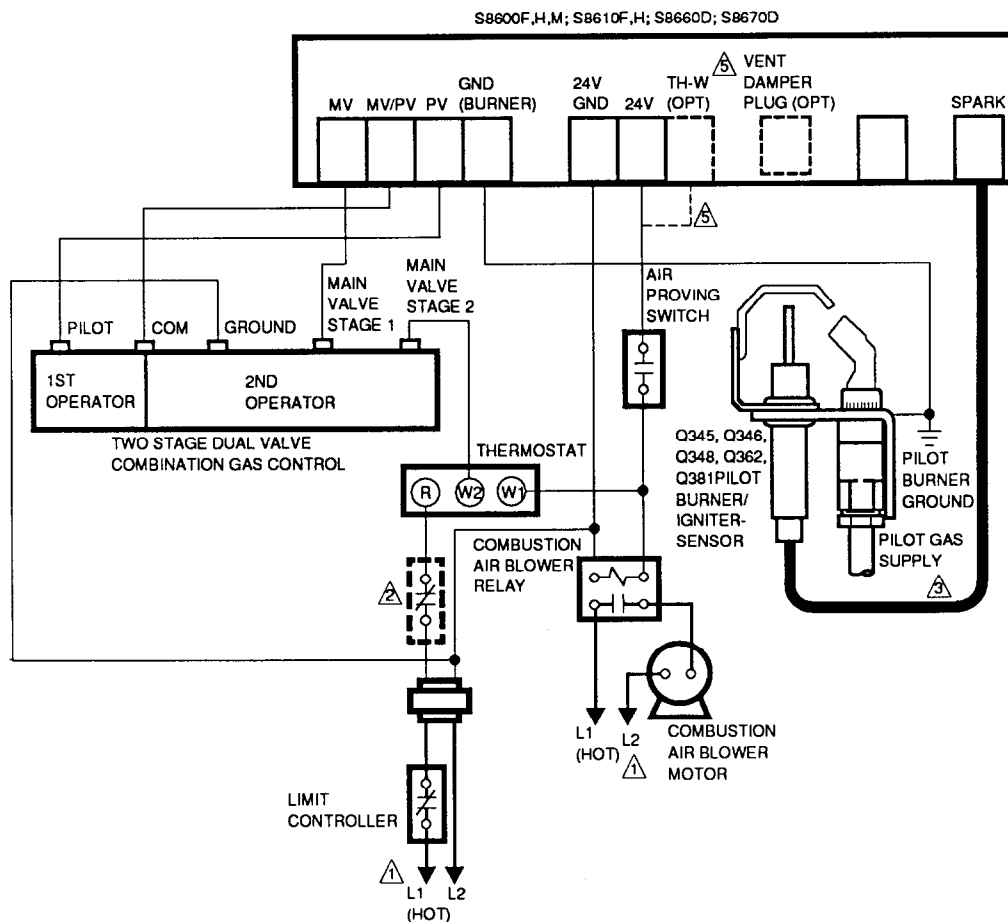 S8600F,H,M; S8610F,H; S8660D; S8670D
MV
MV/PV
PV
GND
(BURNER)
24V
GND
24V
TH-W
(OPT)
5
VENT
DAMPER
PLUG (OPT)
SPARK
5
PILOT
COM
GROUND
MAIN
VALVE
STAGE 1
MAIN
VALVE
STAGE 2
AIR
PROVING
SWITCH
1ST
OPERATOR
2ND
OPERATOR
TWO STAGE DUAL VALVE
COMBINATION GAS CONTROL
THERMOSTAT
R
W2
W1
Q345, Q346,
Q348, Q362,
Q381PILOT
BURNER/
IGNITER-
SENSOR
PILOT
BURNER
GROUND
PILOT GAS
SUPPLY
3
COMBUSTION
AIR BLOWER
RELAY
2
L1
(HOT)
L2
1
COMBUSTION
AIR BLOWER
MOTOR
LIMIT
CONTROLLER
1
L1
(HOT)
L2